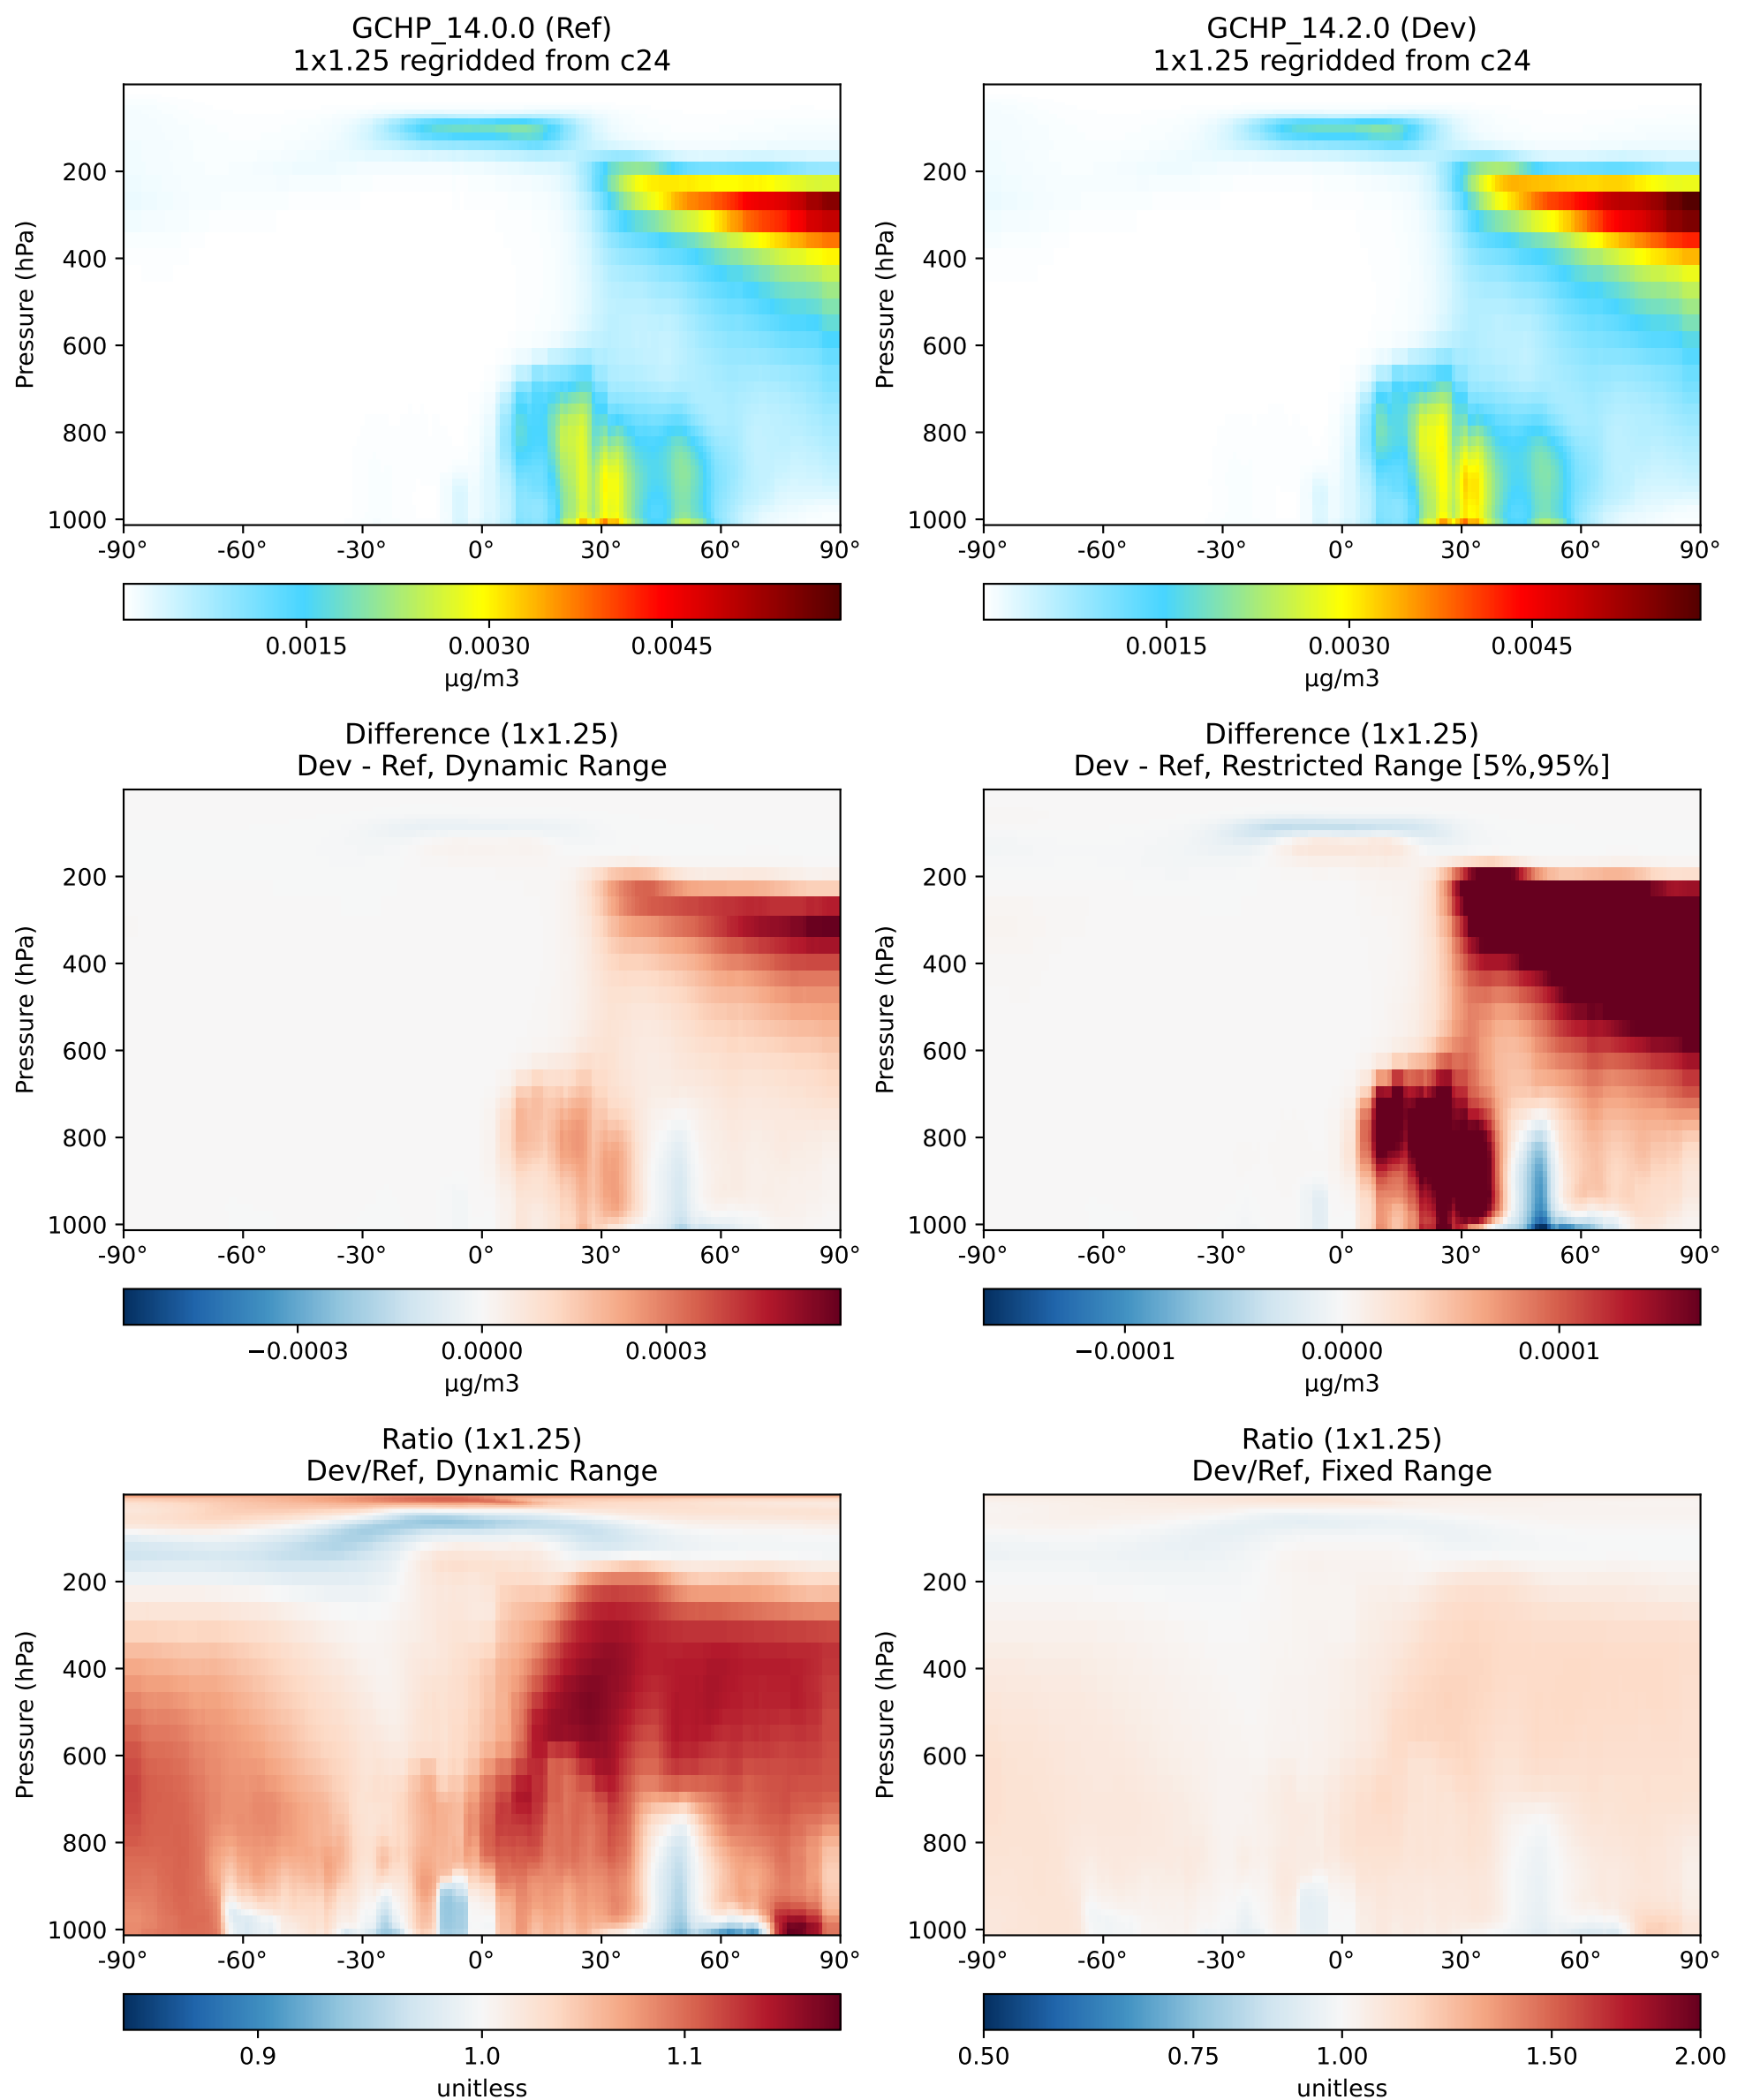 GCHP_14.0.0 (Ref)
1x1.25 regridded from c24
Pressure (hPa)
200
400
600
800
1000
-90° -60° -30° 0° 30° 60° 90°
0.0015 0.0030 0.0045
µg/m3
GCHP_14.2.0 (Dev)
1x1.25 regridded from c24
Pressure (hPa)
200
400
600
800
1000
-90° -60° -30° 0° 30° 60° 90°
0.0015 0.0030 0.0045
µg/m3
Difference (1x1.25)
Dev - Ref, Dynamic Range
Pressure (hPa)
200
400
600
800
1000
-90° -60° -30° 0° 30° 60° 90°
−0.0003 0.0000 0.0003
µg/m3
Difference (1x1.25)
Dev - Ref, Restricted Range [5%,95%]
Pressure (hPa)
200
400
600
800
1000
-90° -60° -30° 0° 30° 60° 90°
−0.0001 0.0000 0.0001
µg/m3
Ratio (1x1.25)
Dev/Ref, Dynamic Range
Pressure (hPa)
200
400
600
800
1000
-90° -60° -30° 0° 30° 60° 90°
0.9 1.0 1.1
unitless
Ratio (1x1.25)
Dev/Ref, Fixed Range
Pressure (hPa)
200
400
600
800
1000
-90° -60° -30° 0° 30° 60° 90°
0.50 0.75 1.00 1.50 2.00
unitless